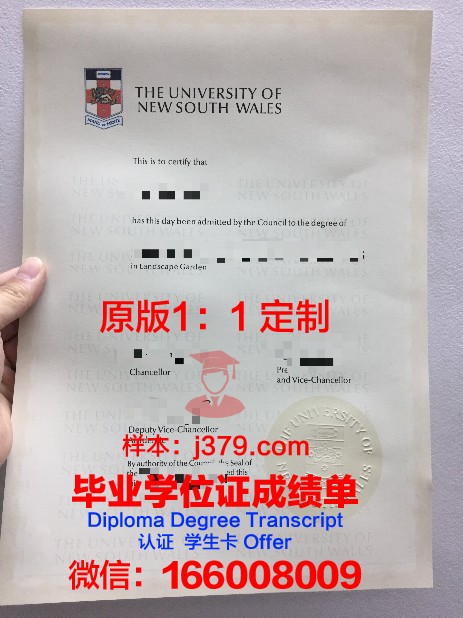 THE UNIVERSITY OF
NEW SOUTH WALES
This is to certify that
has this day been admitted by the Council to the degree of
in Landscape Garden
原版1：1 定制
Chancellor
and Vice-Chancellor
Deputy Vice-Chancellor
样本: j379.com
By authority of the Council the Seal of
the
this
毕业学位证成绩单
Diploma Degree Transcript
认证 学生卡 Offer
微信：166008009